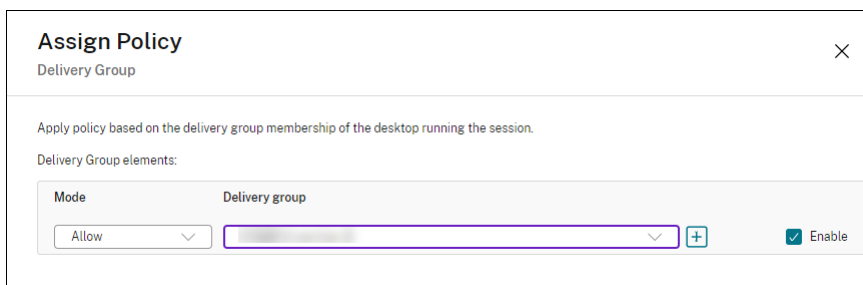 Assign Policy
Delivery Group
Apply policy based on the delivery group membership of the desktop running the session.
Delivery Group elements:
Mode Delivery group
Allow Enable